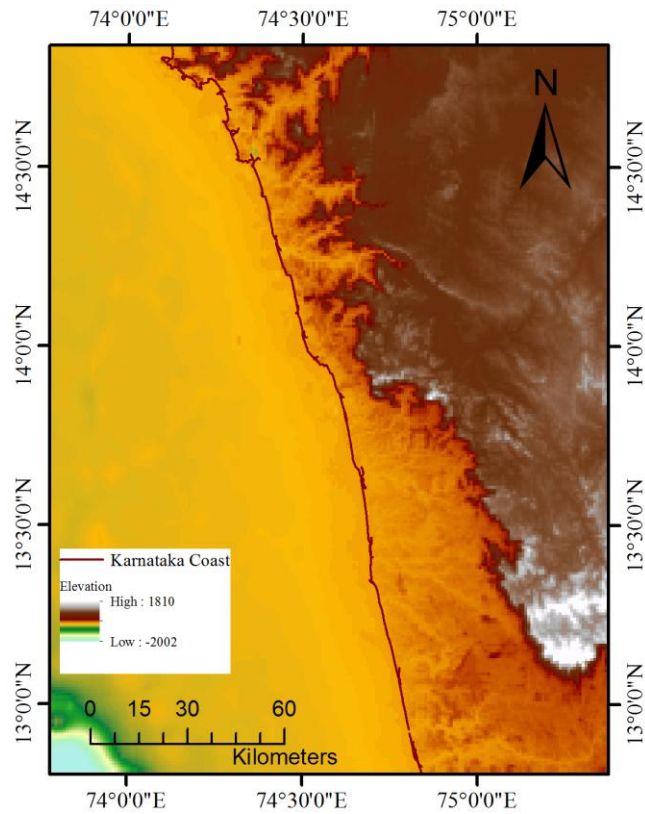 74°0'0"E 74°30'0"E 75°0'0"E
N
14°30'0"N 14°30'0"N
14°0'0"N 14°0'0"N
13°30'0"N 13°30'0"N
Karnataka Coast
Elevation
High : 1810
Low : -2002
13°0'0"N 13°0'0"N
0 15 30 60
Kilometers
74°0'0"E 74°30'0"E 75°0'0"E